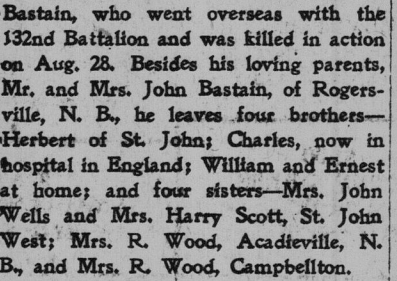 Bastain, who went overseas with the
132nd Battalion and was killed in action
on Aug. 28. Besides his loving parents,
Mr. and Mrs. John Bastain, of Rogers-
ville, N. B., he leaves four brothers—
Herbert of St. John; Charles, now in
hospital in England; William and Ernest
at home; and four sisters—Mrs. John
Wells and Mrs. Harry Scott, St. John
West; Mrs. R. Wood, Acadieville, N.
B., and Mrs. R. Wood, Campbellton.